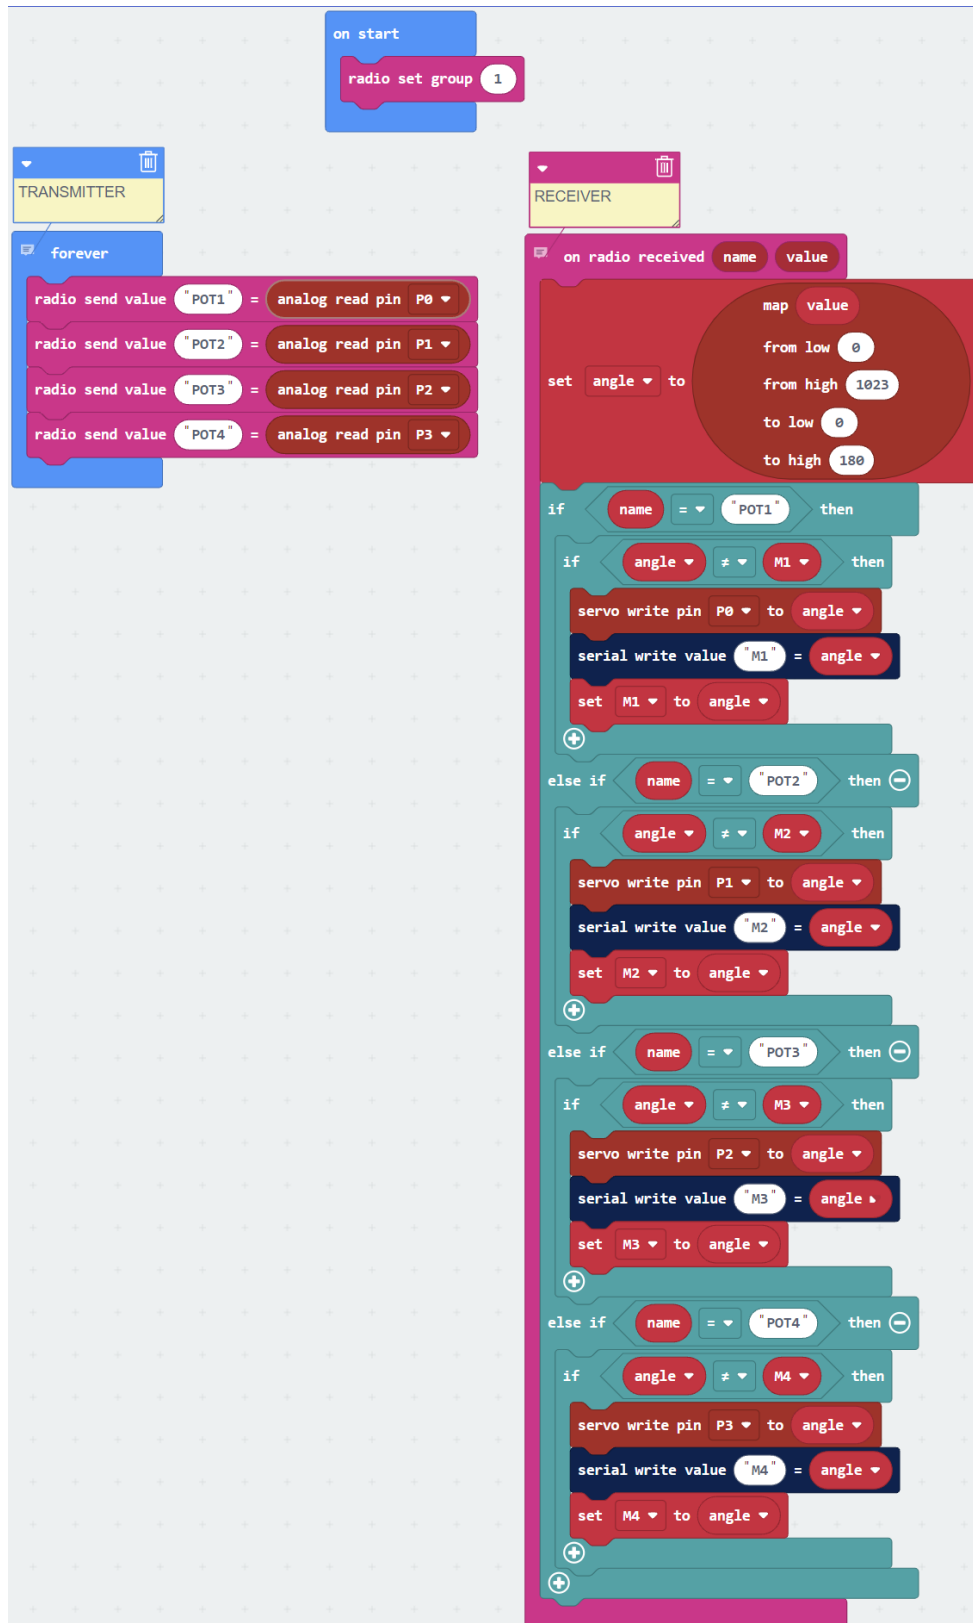 on start
radio set group 1
TRANSMITTER
forever
radio send value "POT1" = analog read pin P0
radio send value "POT2" = analog read pin P1
radio send value "POT3" = analog read pin P2
radio send value "POT4" = analog read pin P3
RECEIVER
on radio received name value
set angle to map value
from low 0
from high 1023
to low 0
to high 180
if name = "POT1" then
if angle ≠ M1 then
servo write pin P0 to angle
serial write value "M1" = angle
set M1 to angle
else if name = "POT2" then
if angle ≠ M2 then
servo write pin P1 to angle
serial write value "M2" = angle
set M2 to angle
else if name = "POT3" then
if angle ≠ M3 then
servo write pin P2 to angle
serial write value "M3" = angle
set M3 to angle
else if name = "POT4" then
if angle ≠ M4 then
servo write pin P3 to angle
serial write value "M4" = angle
set M4 to angle